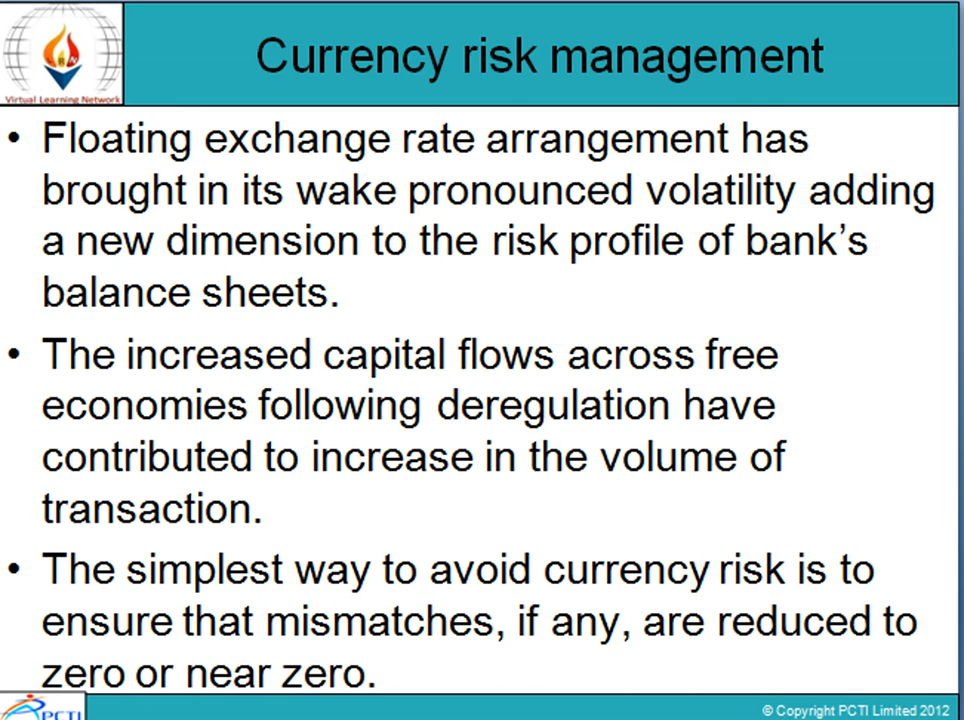 Virtual Learning Network
Currency risk management
• Floating exchange rate arrangement has
brought in its wake pronounced volatility adding
a new dimension to the risk profile of bank’s
balance sheets.
• The increased capital flows across free
economies following deregulation have
contributed to increase in the volume of
transaction.
• The simplest way to avoid currency risk is to
ensure that mismatches, if any, are reduced to
zero or near zero.
PCTI
© Copyright PCTI Limited 2012